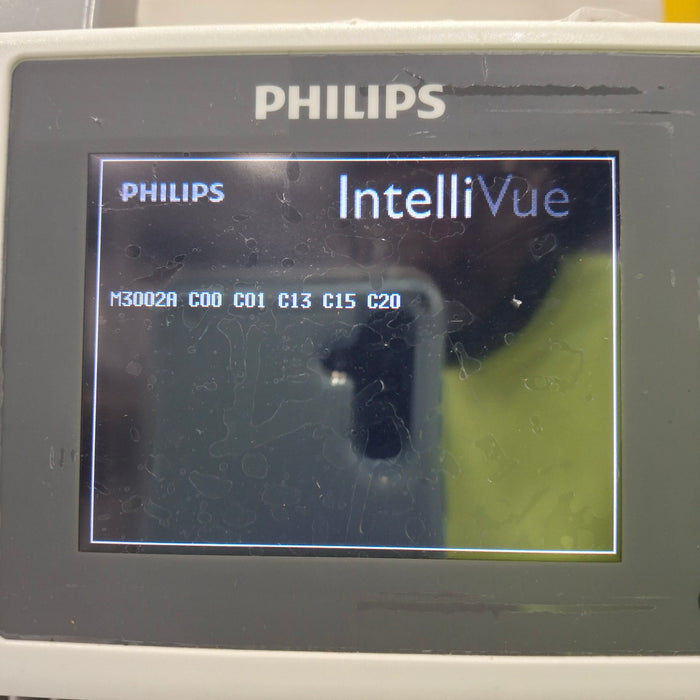 PHILIPS
PHILIPS IntelliVue
M3002A C00 C01 C13 C15 C20